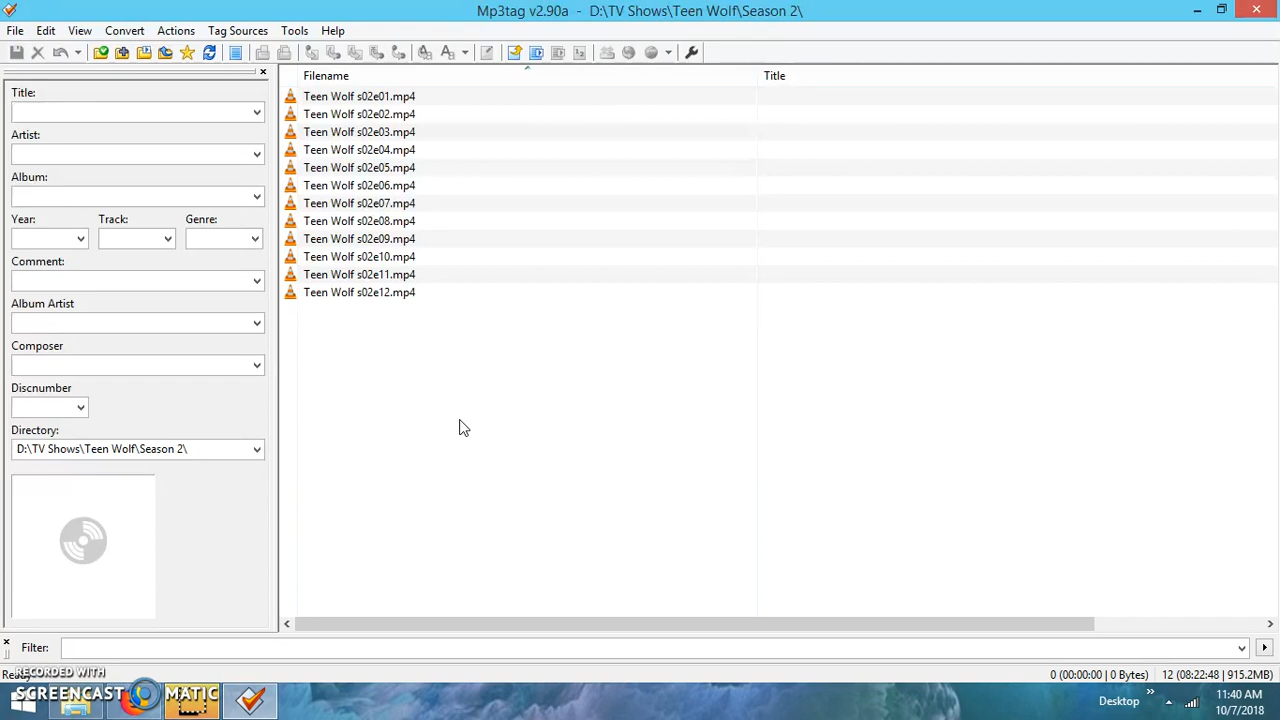 Mp3tag v2.90a - D:\TV Shows\Teen Wolf\Season 2\
File Edit View Convert Actions Tag Sources Tools Help
Title:
Artist:
Album:
Year: Track: Genre:
Comment:
Album Artist
Composer
Discnumber
Directory:
D:\TV Shows\Teen Wolf\Season 2\
Filename Title
Teen Wolf s02e01.mp4
Teen Wolf s02e02.mp4
Teen Wolf s02e03.mp4
Teen Wolf s02e04.mp4
Teen Wolf s02e05.mp4
Teen Wolf s02e06.mp4
Teen Wolf s02e07.mp4
Teen Wolf s02e08.mp4
Teen Wolf s02e09.mp4
Teen Wolf s02e10.mp4
Teen Wolf s02e11.mp4
Teen Wolf s02e12.mp4
Filter:
0 (00:00:00 | 0 Bytes) 12 (08:22:48 | 915.2MB)
RECORDED WITH
SCREENCAST MATIC
Desktop
11:40 AM
10/7/2018